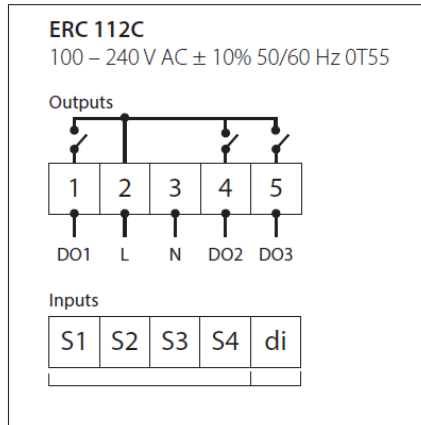 ERC 112C
100 – 240 V AC ± 10% 50/60 Hz 0T55
Outputs
1 2 3 4 5
DO1 L N DO2 DO3
Inputs
S1 S2 S3 S4 di